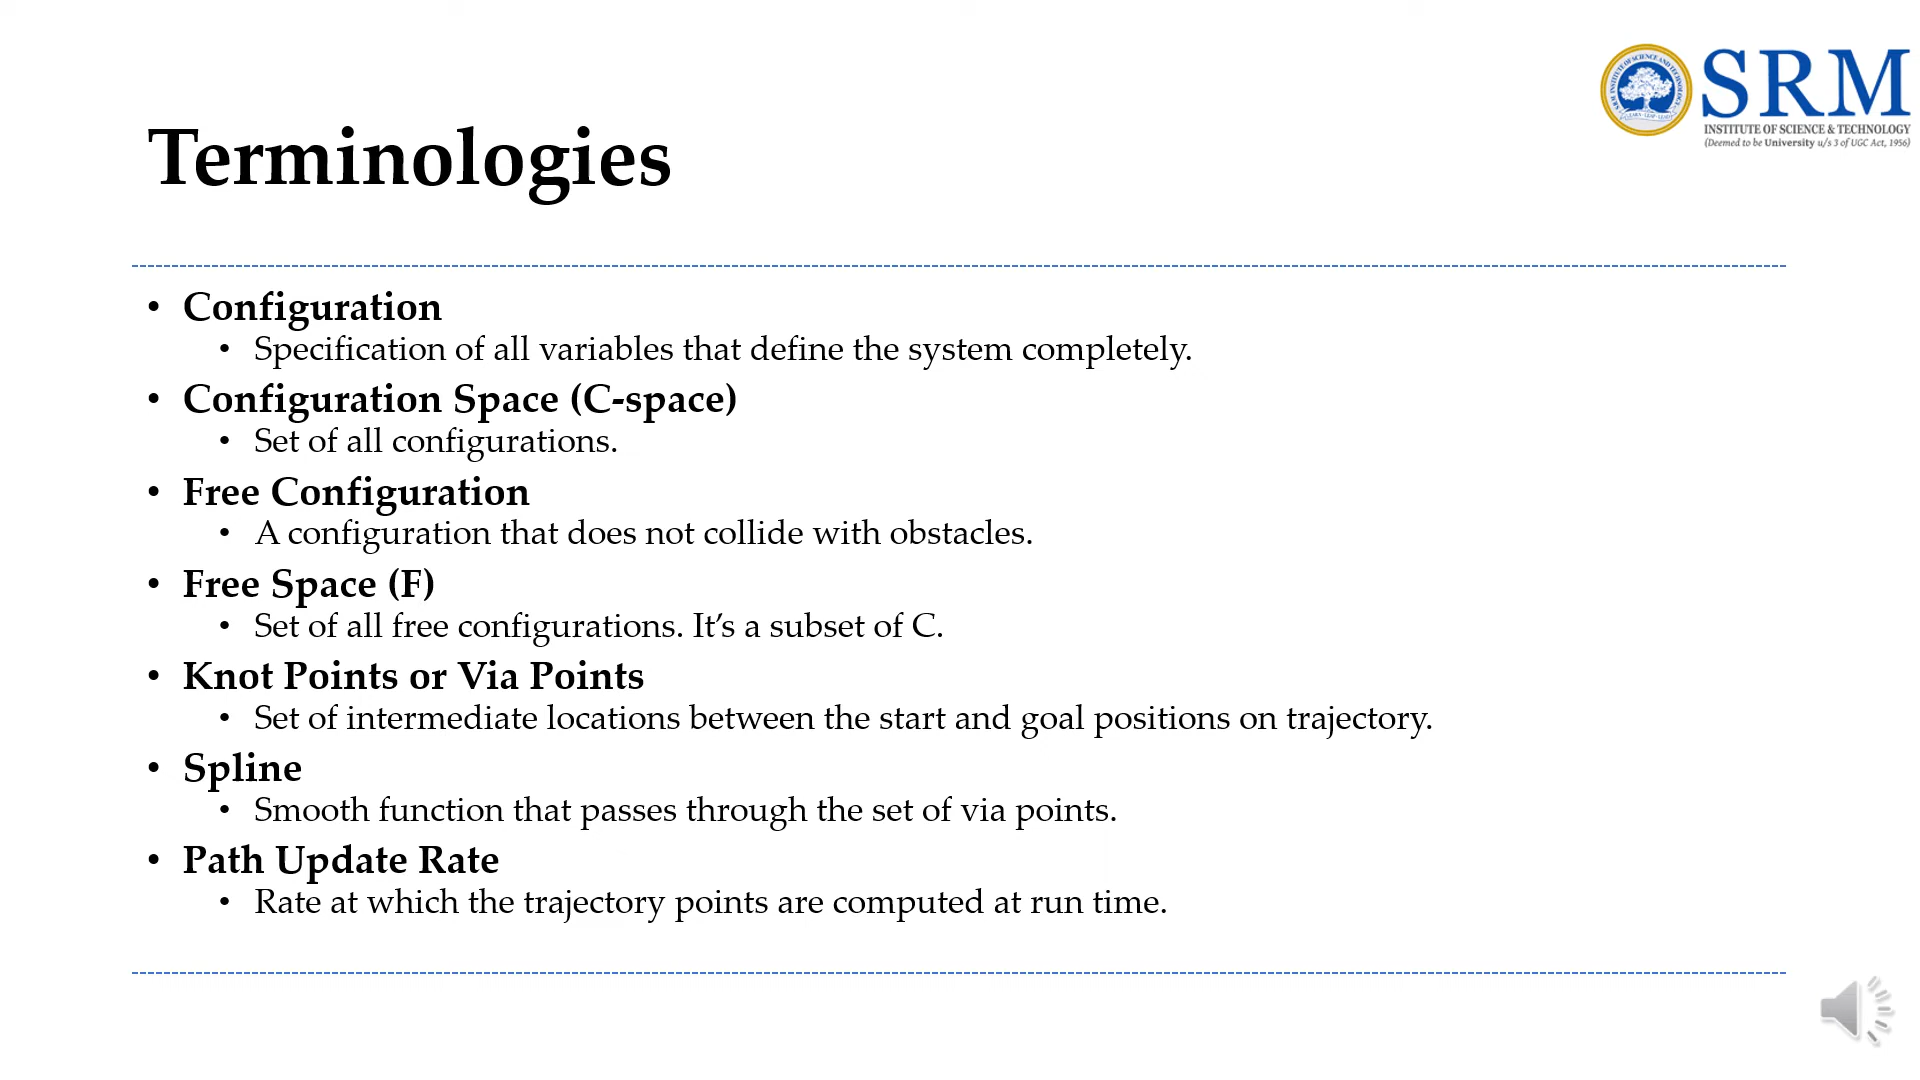 SRM
INSTITUTE OF SCIENCE & TECHNOLOGY
(Deemed to be University u/s 3 of UGC Act, 1956)
Terminologies
• Configuration
• Specification of all variables that define the system completely.
• Configuration Space (C-space)
• Set of all configurations.
• Free Configuration
• A configuration that does not collide with obstacles.
• Free Space (F)
• Set of all free configurations. It’s a subset of C.
• Knot Points or Via Points
• Set of intermediate locations between the start and goal positions on trajectory.
• Spline
• Smooth function that passes through the set of via points.
• Path Update Rate
• Rate at which the trajectory points are computed at run time.